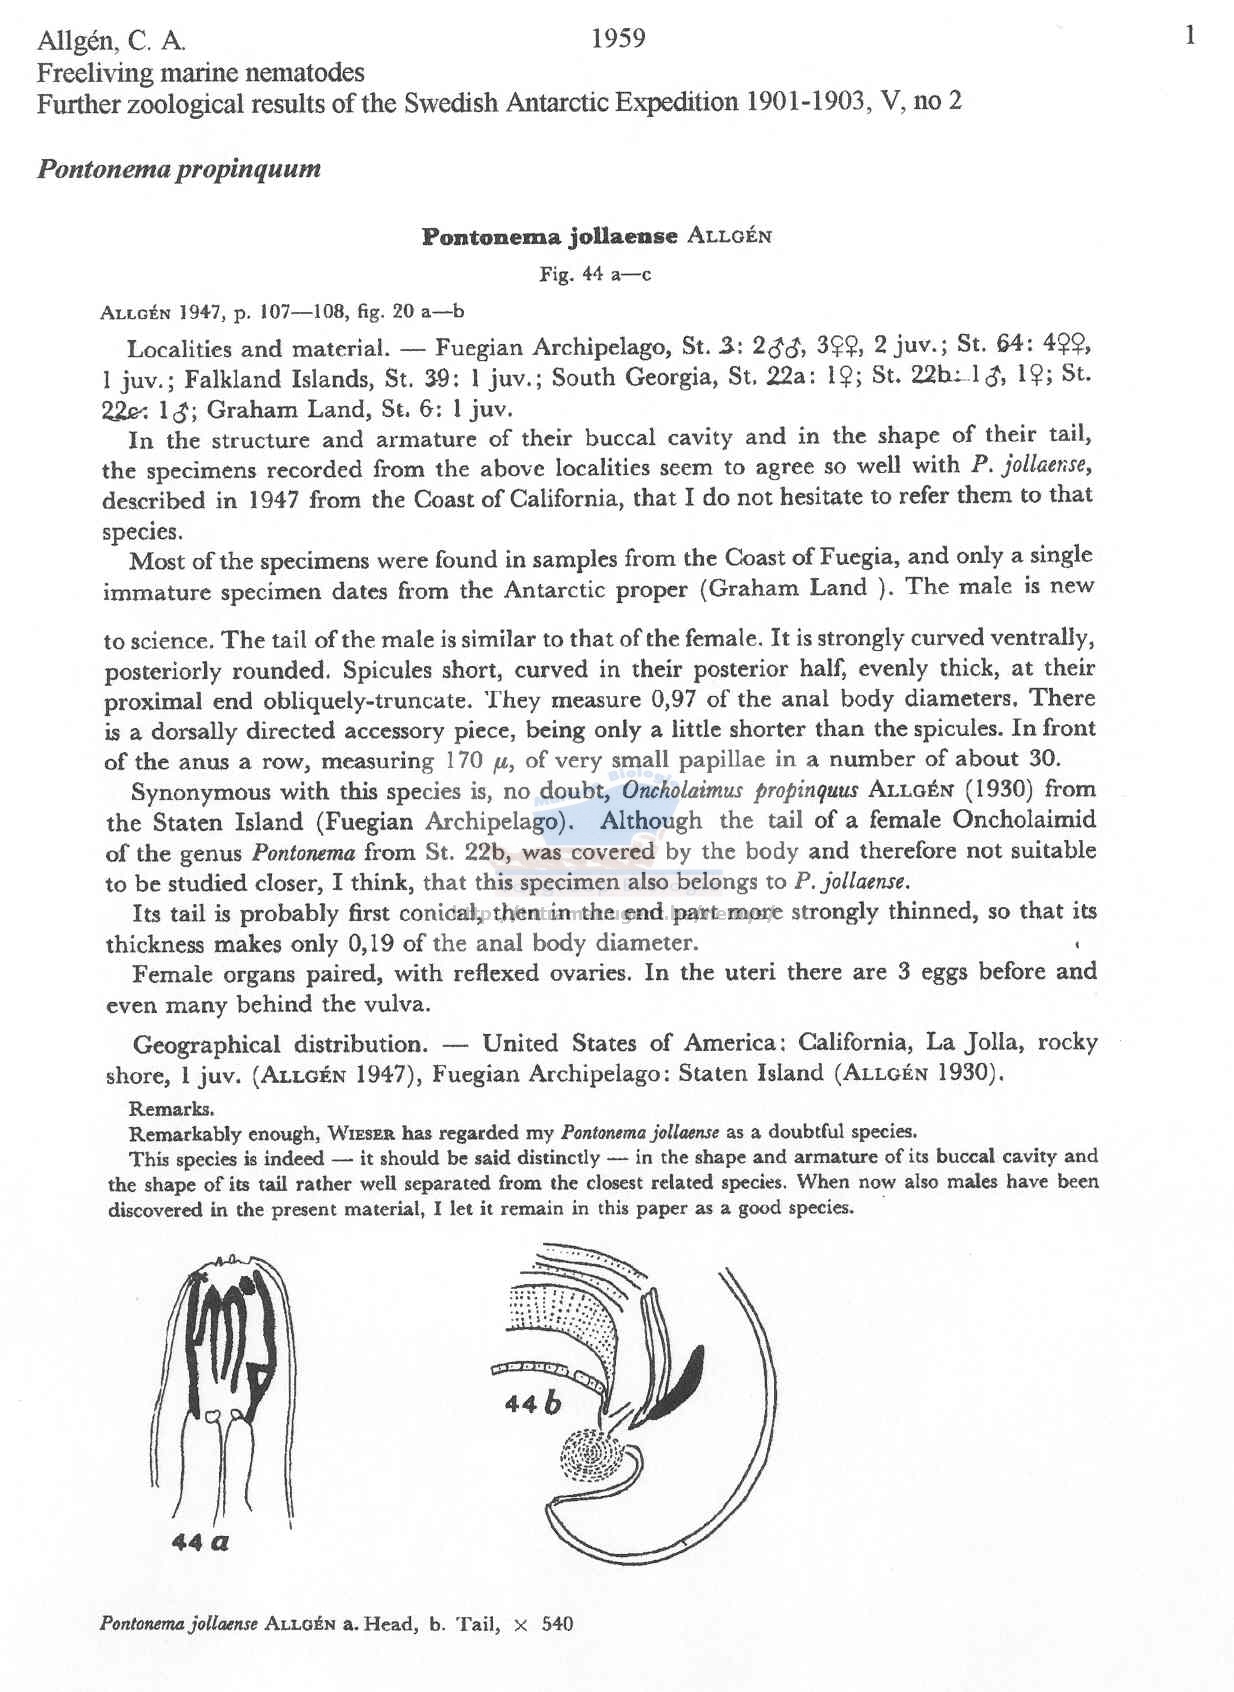 Allgén, C. A. 1959 1
Freeliving marine nematodes
Further zoological results of the Swedish Antarctic Expedition 1901-1903, V, no 2
Pontonema propinquum
Pontonema jollaense ALLGÉN
Fig. 44 a—c
ALLGÉN 1947, p. 107—108, fig. 20 a—b
Localities and material. — Fuegian Archipelago, St. 3: 2♂♂, 3♀♀, 2 juv.; St. 64: 4♀♀,
1 juv.; Falkland Islands, St. 39: 1 juv.; South Georgia, St. 22a: 1♀; St. 22b: 1♂, 1♀; St.
22c: 1♂; Graham Land, St. 6: 1 juv.
In the structure and armature of their buccal cavity and in the shape of their tail,
the specimens recorded from the above localities seem to agree so well with P. jollaense,
described in 1947 from the Coast of California, that I do not hesitate to refer them to that
species.
Most of the specimens were found in samples from the Coast of Fuegia, and only a single
immature specimen dates from the Antarctic proper (Graham Land ). The male is new
to science. The tail of the male is similar to that of the female. It is strongly curved ventrally,
posteriorly rounded. Spicules short, curved in their posterior half, evenly thick, at their
proximal end obliquely-truncate. They measure 0,97 of the anal body diameters. There
is a dorsally directed accessory piece, being only a little shorter than the spicules. In front
of the anus a row, measuring 170 μ, of very small papillae in a number of about 30.
Synonymous with this species is, no doubt, Oncholaimus propinquus ALLGÉN (1930) from
the Staten Island (Fuegian Archipelago). Although the tail of a female Oncholaimid
of the genus Pontonema from St. 22b, was covered by the body and therefore not suitable
to be studied closer, I think, that this specimen also belongs to P. jollaense.
Its tail is probably first conical, then in the end part more strongly thinned, so that its
thickness makes only 0,19 of the anal body diameter.
Female organs paired, with reflexed ovaries. In the uteri there are 3 eggs before and
even many behind the vulva.
Geographical distribution. — United States of America: California, La Jolla, rocky
shore, 1 juv. (ALLGÉN 1947), Fuegian Archipelago: Staten Island (ALLGÉN 1930).
Remarks.
Remarkably enough, WIESER has regarded my Pontonema jollaense as a doubtful species.
This species is indeed — it should be said distinctly — in the shape and armature of its buccal cavity and
the shape of its tail rather well separated from the closest related species. When now also males have been
discovered in the present material, I let it remain in this paper as a good species.
44 b
44 a
Pontonema jollaense ALLGÉN a. Head, b. Tail, × 540